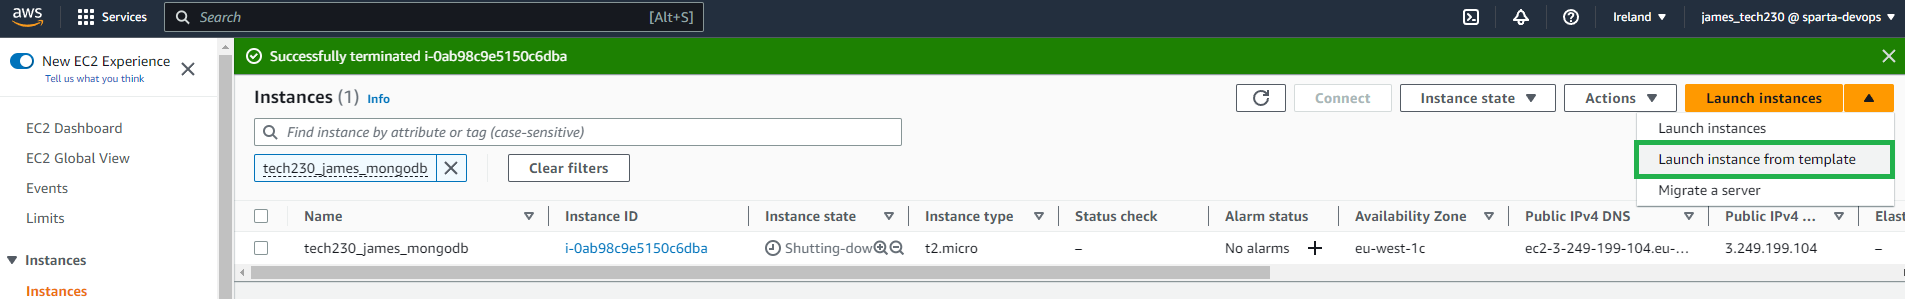 aws
Services
Search
[Alt+S]
Ireland
james_tech230 @ sparta-devops
New EC2 Experience
Tell us what you think
EC2 Dashboard
EC2 Global View
Events
Limits
Instances
Instances
Successfully terminated i-0ab98c9e5150c6dba
Instances (1) Info
Connect
Instance state
Actions
Launch instances
Launch instances
Launch instance from template
Migrate a server
Find instance by attribute or tag (case-sensitive)
tech230_james_mongodb
Clear filters
Name Instance ID Instance state Instance type Status check Alarm status Availability Zone Public IPv4 DNS Public IPv4 ... Elast
tech230_james_mongodb i-0ab98c9e5150c6dba Shutting-dow t2.micro – No alarms + eu-west-1c ec2-3-249-199-104.eu-... 3.249.199.104 –